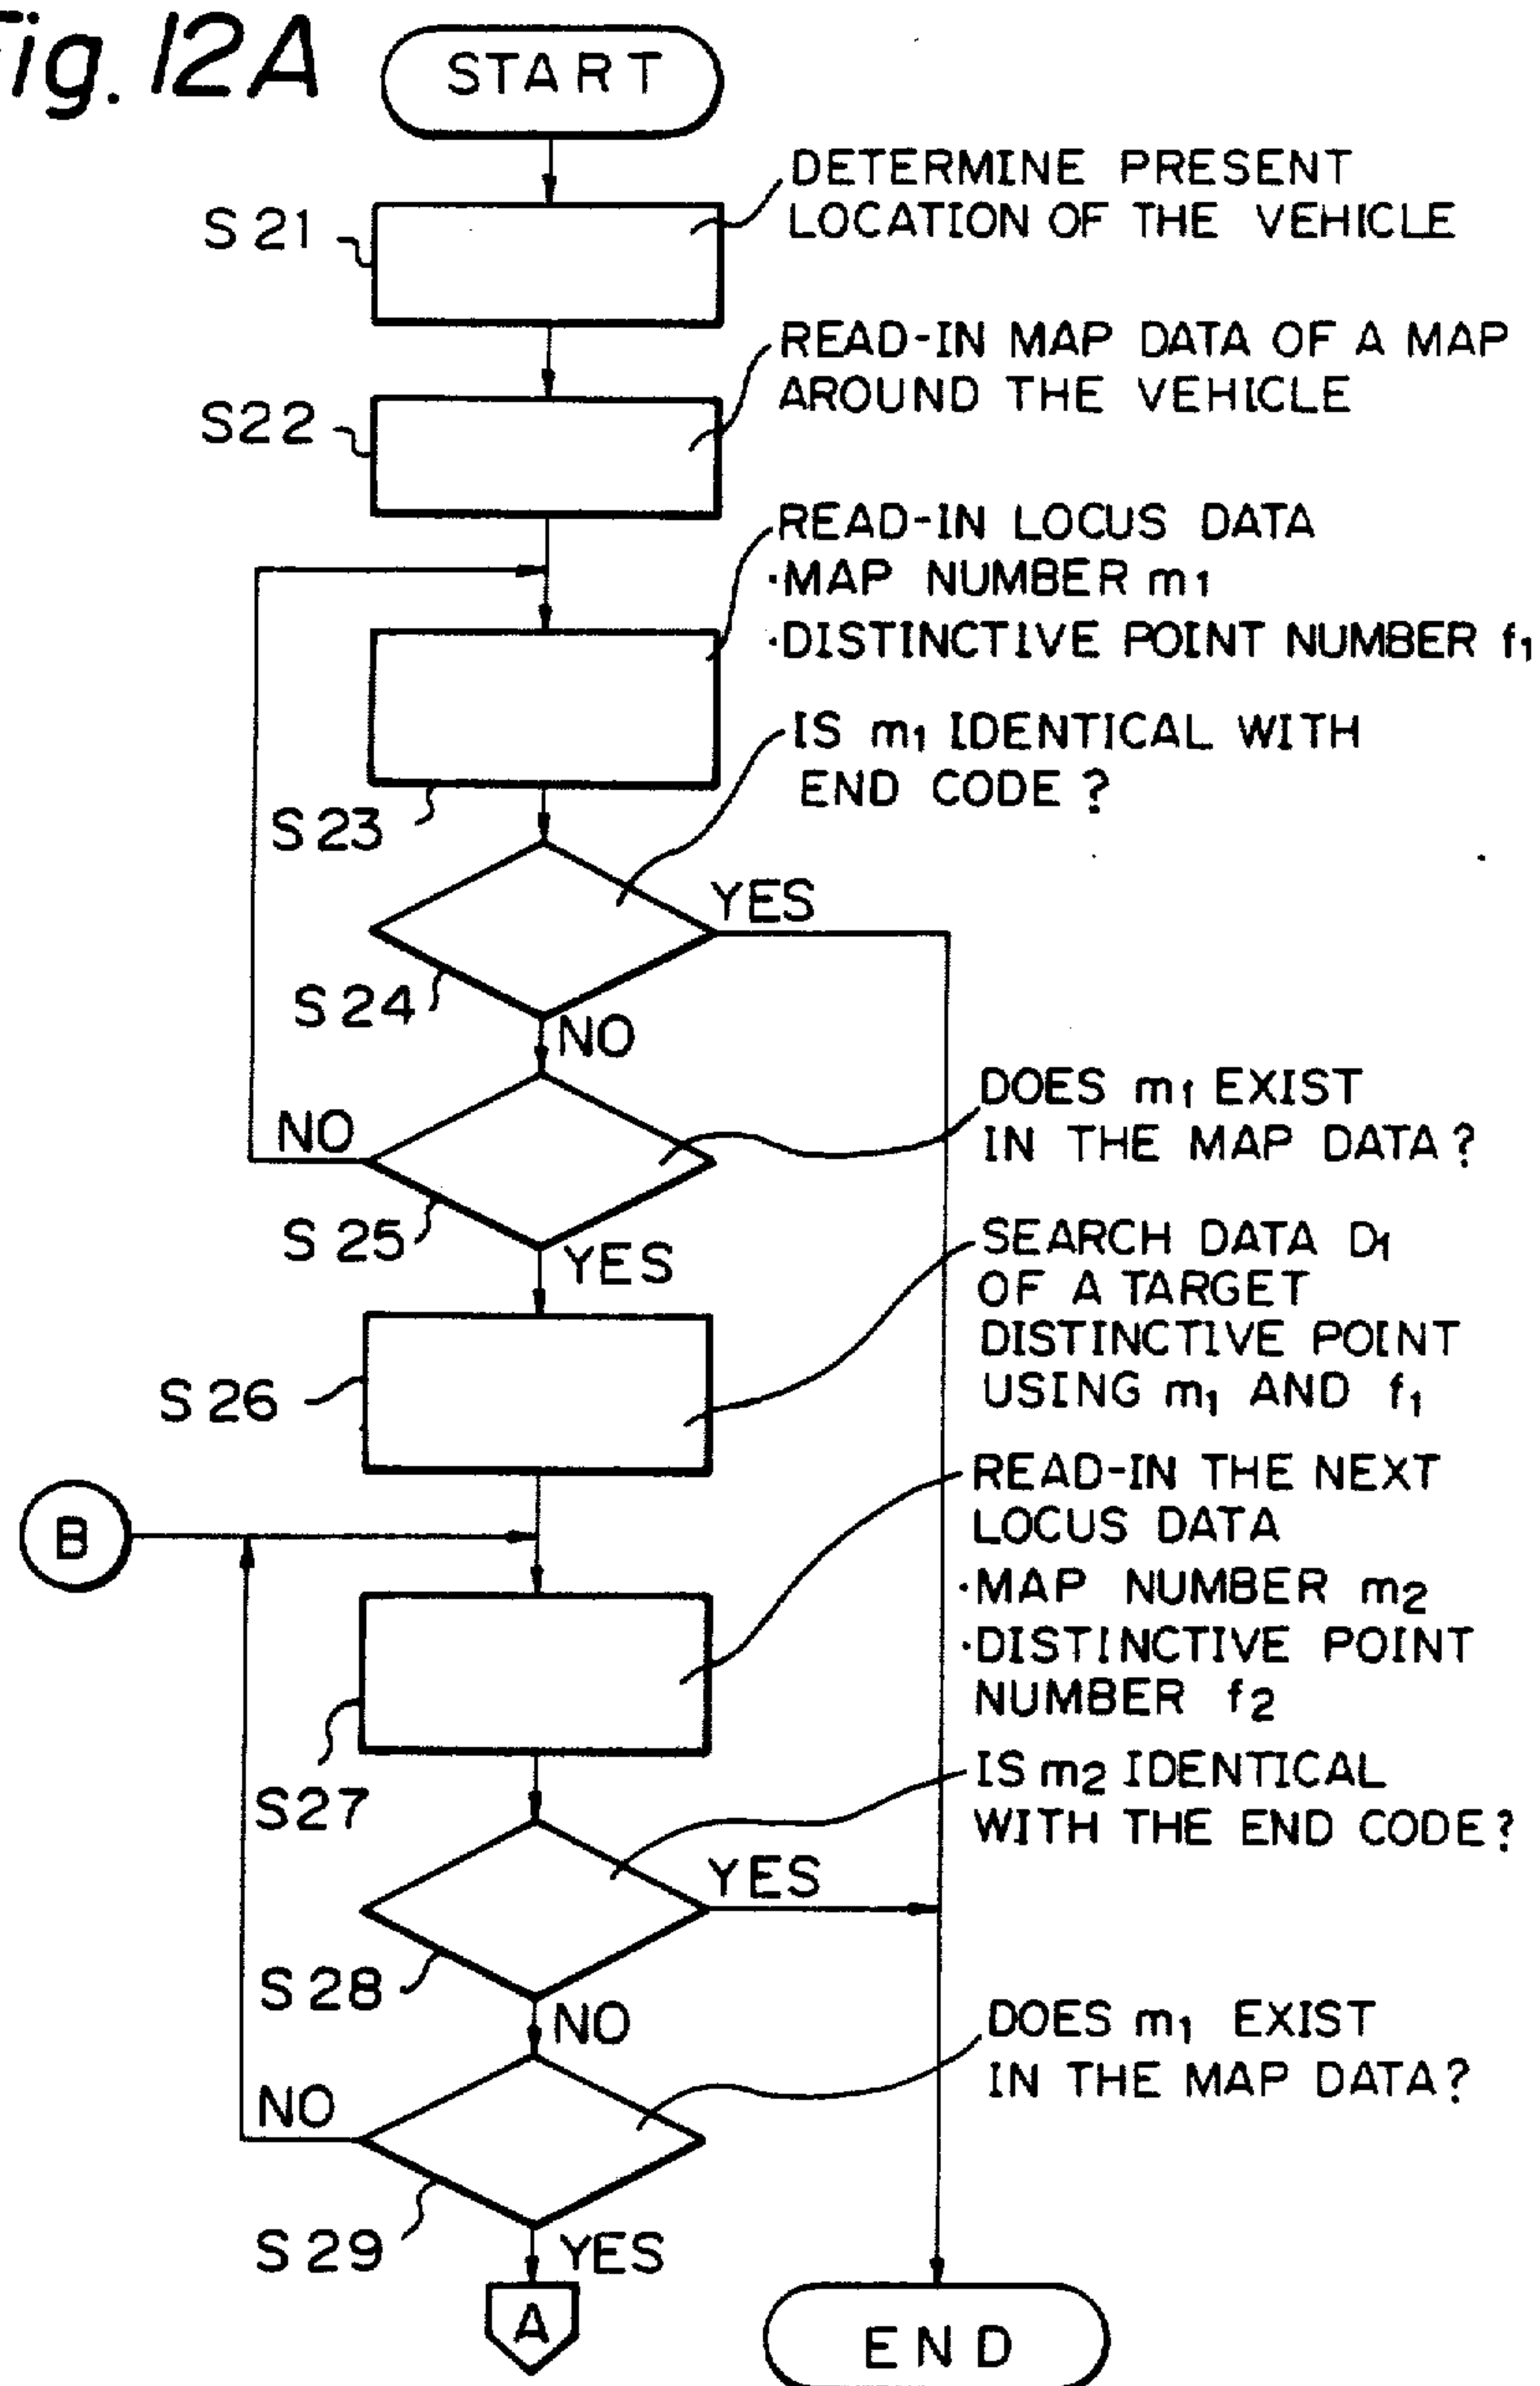 Fig. 12A
START
DETERMINE PRESENT
LOCATION OF THE VEHICLE
S21
READ-IN MAP DATA OF A MAP
AROUND THE VEHICLE
S22
READ-IN LOCUS DATA
·MAP NUMBER m1
·DISTINCTIVE POINT NUMBER f1
S23
IS m1 IDENTICAL WITH
END CODE?
YES
S24
NO
DOES m1 EXIST
IN THE MAP DATA?
NO
S25
YES
SEARCH DATA D1
OF A TARGET
DISTINCTIVE POINT
USING m1 AND f1
S26
B
READ-IN THE NEXT
LOCUS DATA
·MAP NUMBER m2
·DISTINCTIVE POINT
NUMBER f2
S27
IS m2 IDENTICAL
WITH THE END CODE?
YES
S28
NO
DOES m1 EXIST
IN THE MAP DATA?
NO
S29
YES
A
END